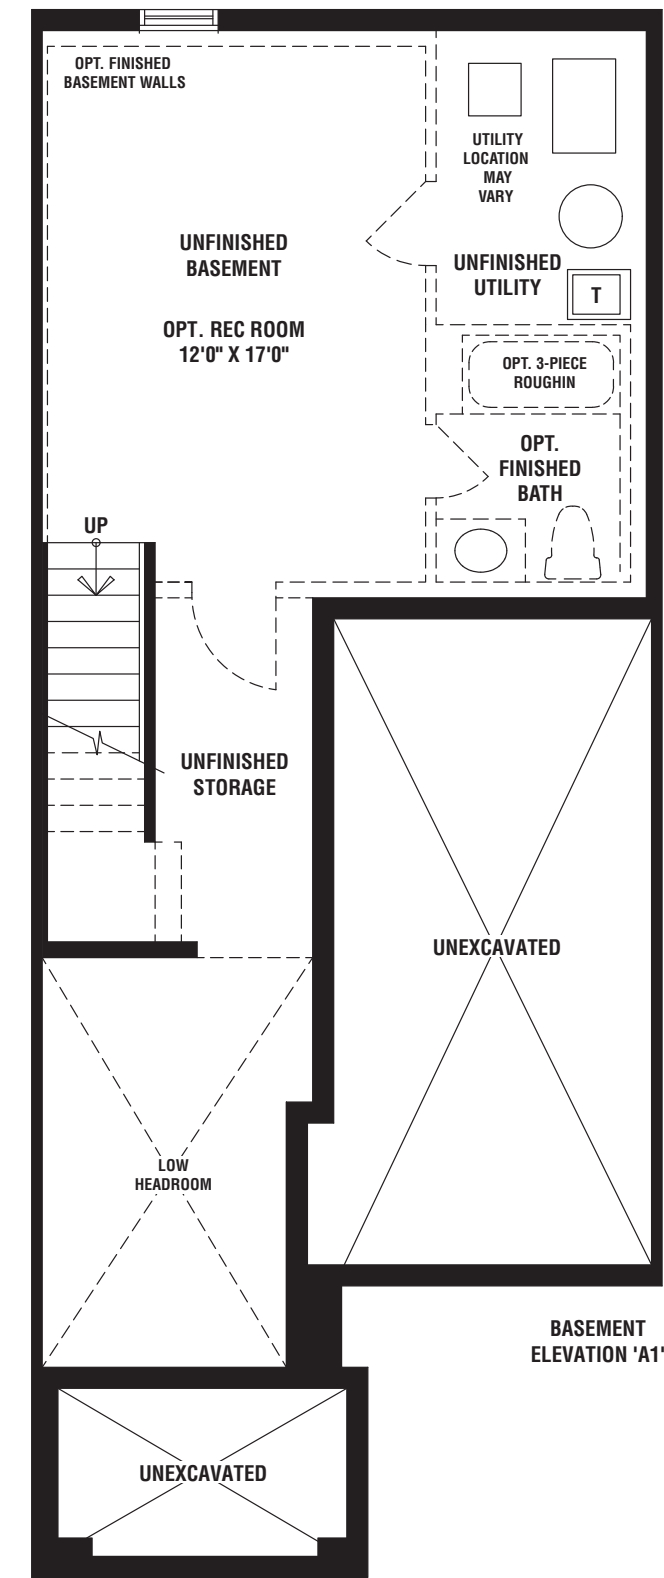 OPT. FINISHED
BASEMENT WALLS
UTILITY
LOCATION
MAY
VARY
UNFINISHED
BASEMENT
UNFINISHED
UTILITY
T
OPT. REC ROOM
12'0" X 17'0"
OPT. 3-PIECE
ROUGHIN
OPT.
FINISHED
BATH
UP
UNFINISHED
STORAGE
UNEXCAVATED
LOW
HEADROOM
BASEMENT
ELEVATION 'A1'
UNEXCAVATED